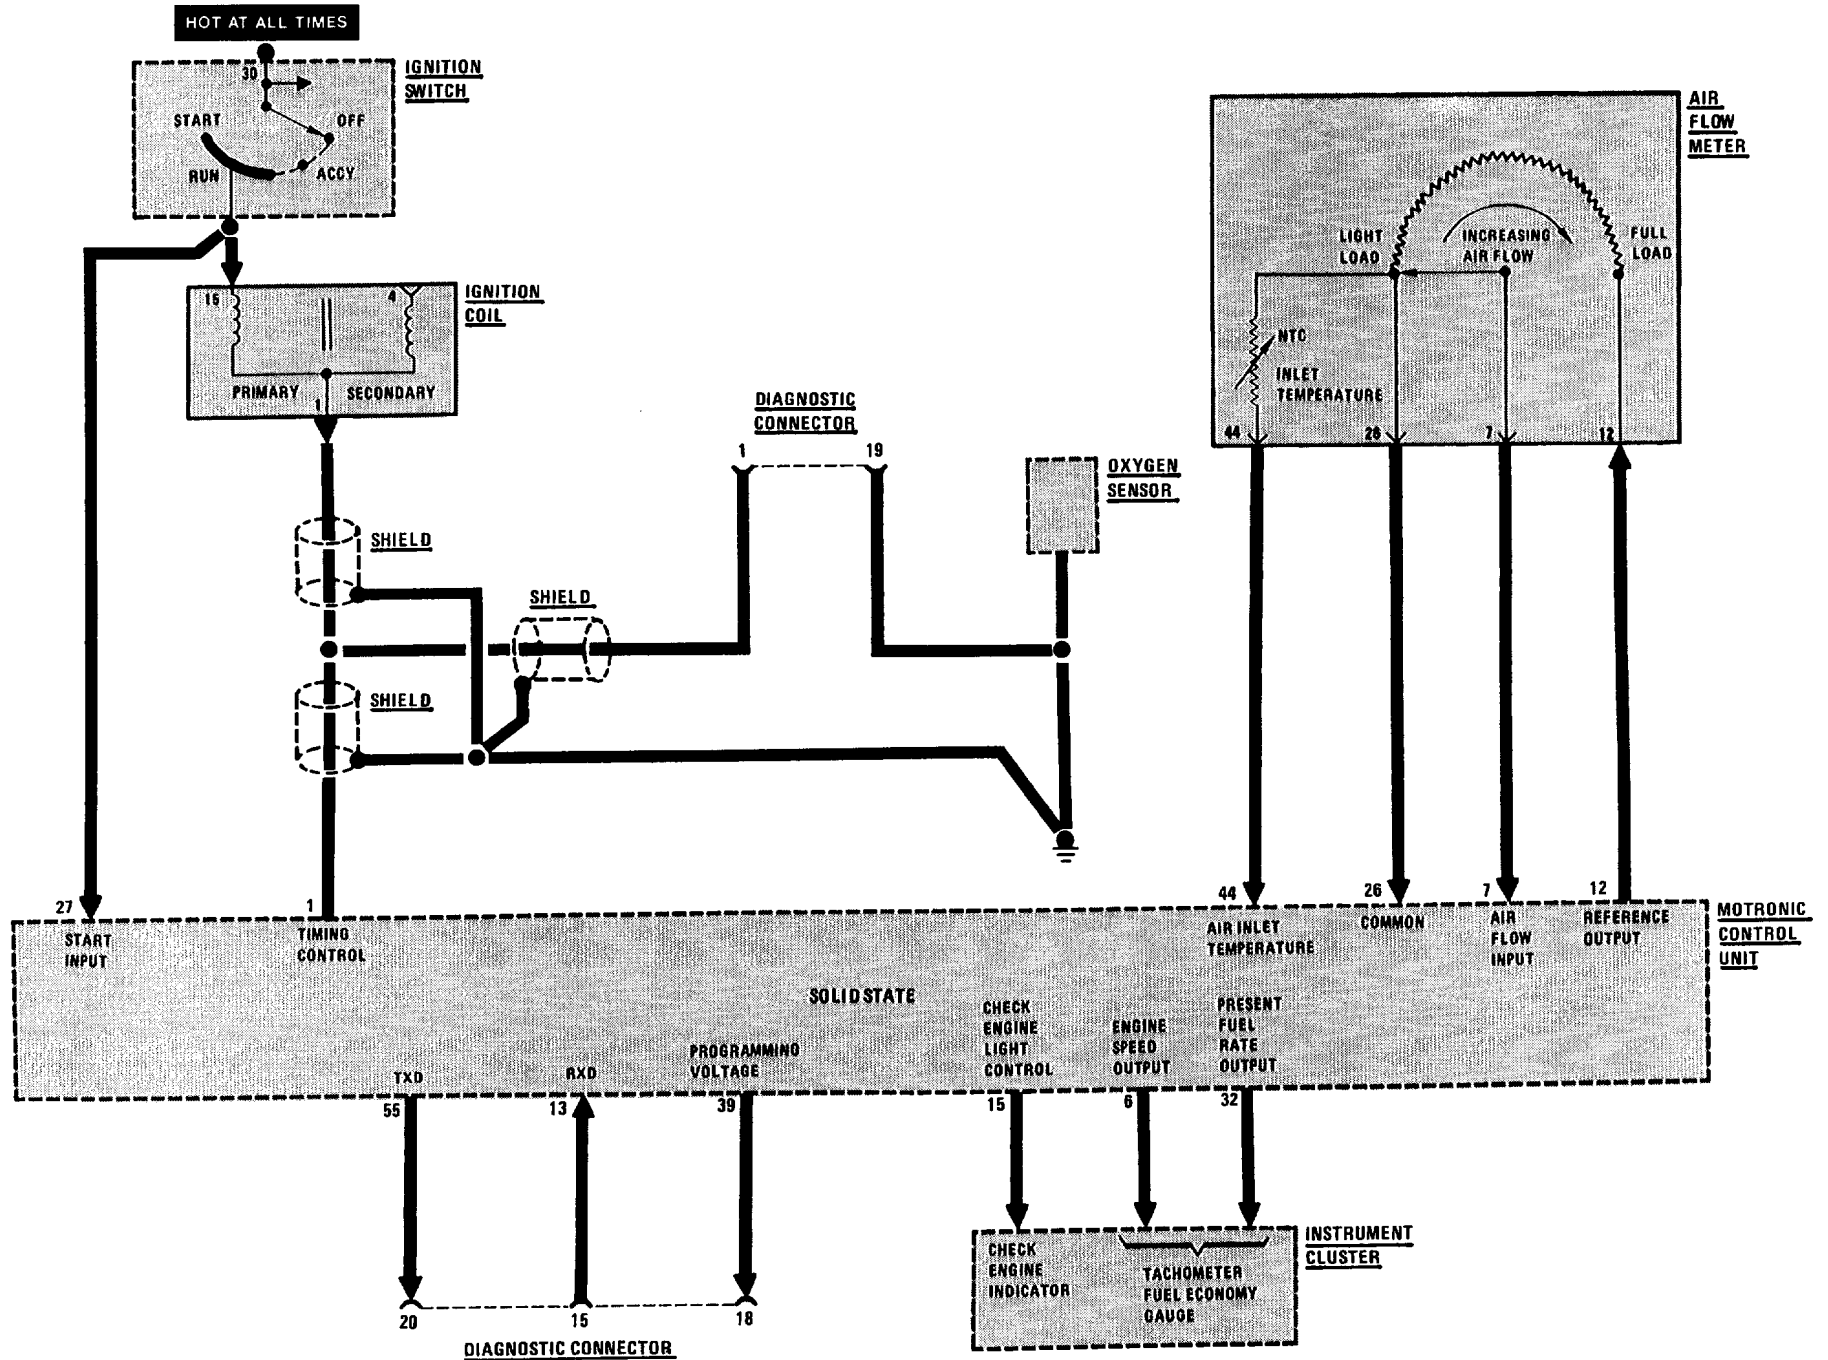 HOT AT ALL TIMES
30
IGNITION
SWITCH
START
OFF
RUN
ACCY
15
4
IGNITION
COIL
PRIMARY
SECONDARY
1
AIR
FLOW
METER
LIGHT
LOAD
INCREASING
AIR FLOW
FULL
LOAD
NTC
INLET
TEMPERATURE
44
26
7
12
DIAGNOSTIC
CONNECTOR
1
19
OXYGEN
SENSOR
SHIELD
SHIELD
SHIELD
27
1
44
26
7
12
START
INPUT
TIMING
CONTROL
AIR INLET
TEMPERATURE
COMMON
AIR
FLOW
INPUT
REFERENCE
OUTPUT
MOTRONIC
CONTROL
UNIT
SOLID STATE
TXD
RXD
PROGRAMMING
VOLTAGE
CHECK
ENGINE
LIGHT
CONTROL
ENGINE
SPEED
OUTPUT
PRESENT
FUEL
RATE
OUTPUT
55
13
39
15
6
32
20
15
18
DIAGNOSTIC CONNECTOR
CHECK
ENGINE
INDICATOR
TACHOMETER
FUEL ECONOMY
GAUGE
INSTRUMENT
CLUSTER